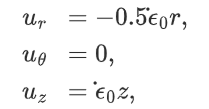 u_r = −0.5ϵ̇₀r,
u_θ = 0,
u_z = ϵ̇₀z,